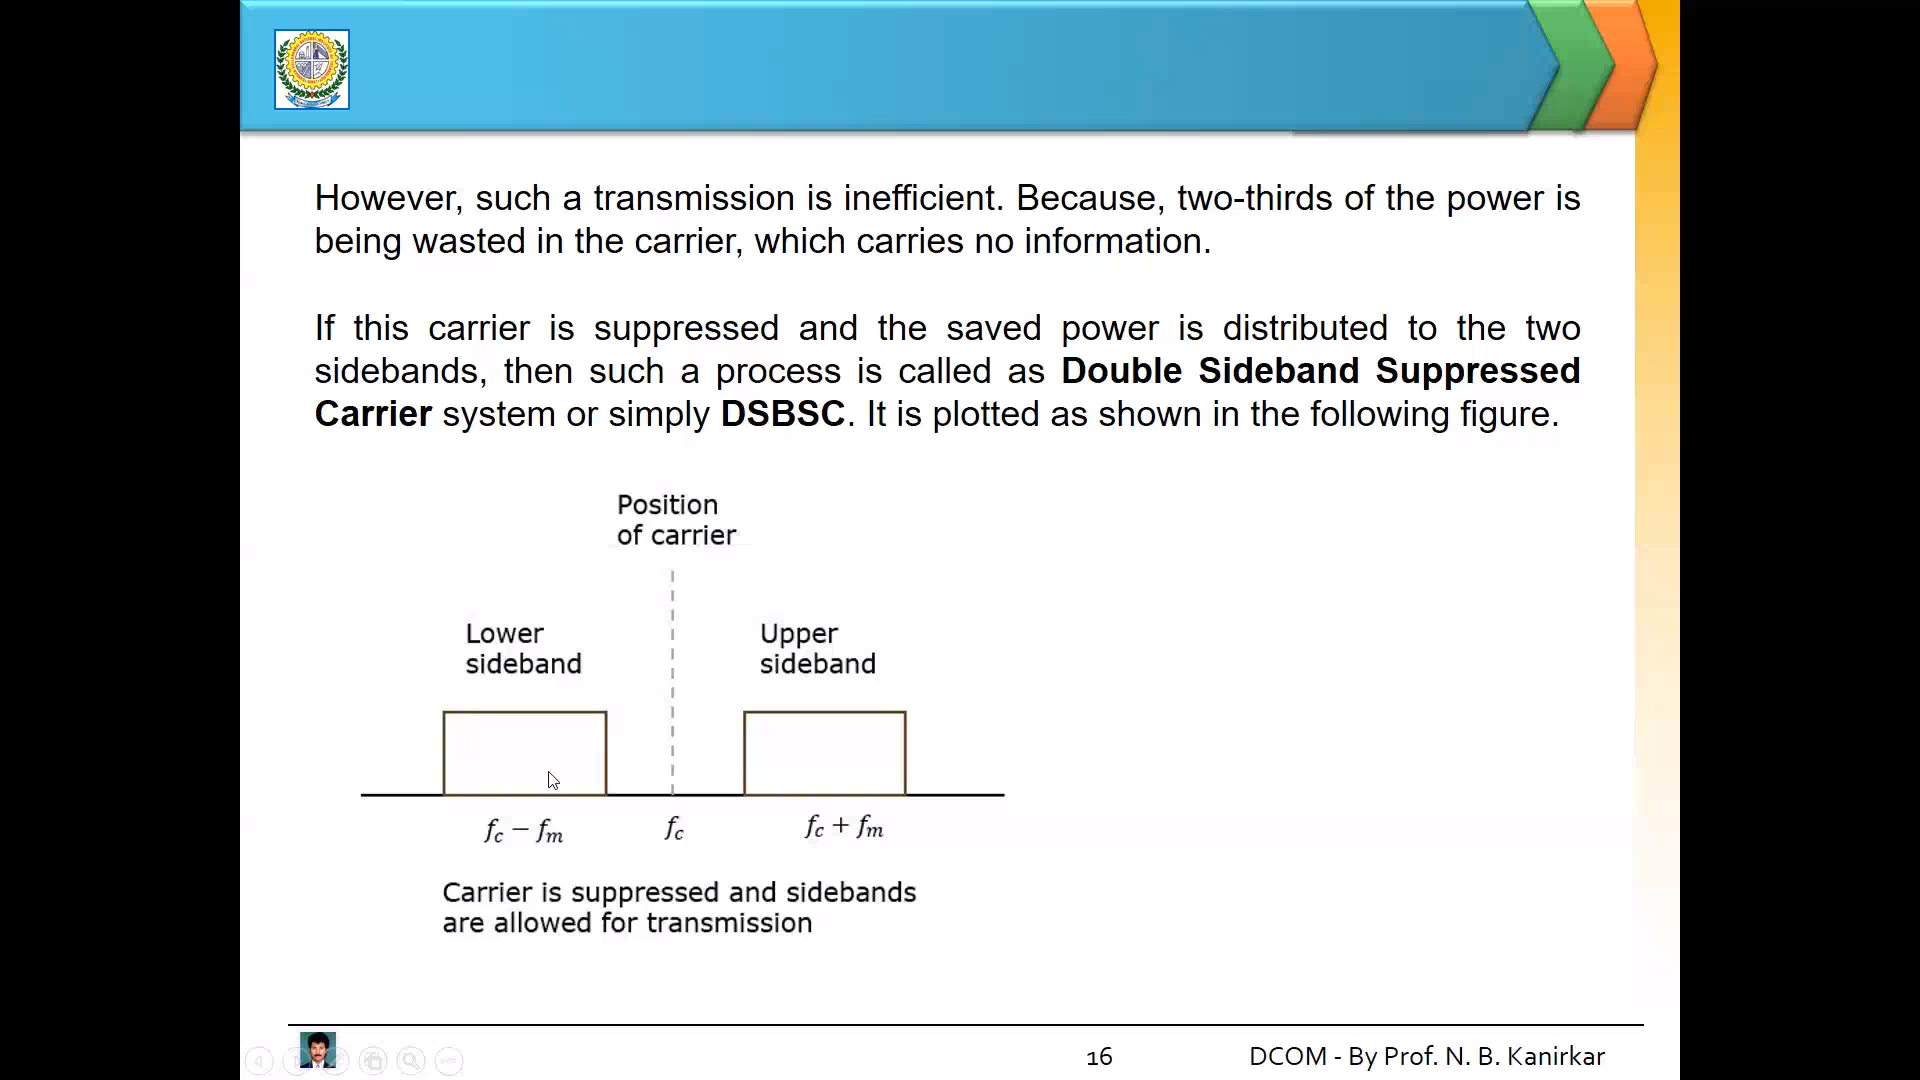 However, such a transmission is inefficient. Because, two-thirds of the power is
being wasted in the carrier, which carries no information.
If this carrier is suppressed and the saved power is distributed to the two
sidebands, then such a process is called as Double Sideband Suppressed
Carrier system or simply DSBSC. It is plotted as shown in the following figure.
Position
of carrier
Lower
sideband
Upper
sideband
fc − fm
fc
fc + fm
Carrier is suppressed and sidebands
are allowed for transmission
16
DCOM - By Prof. N. B. Kanirkar